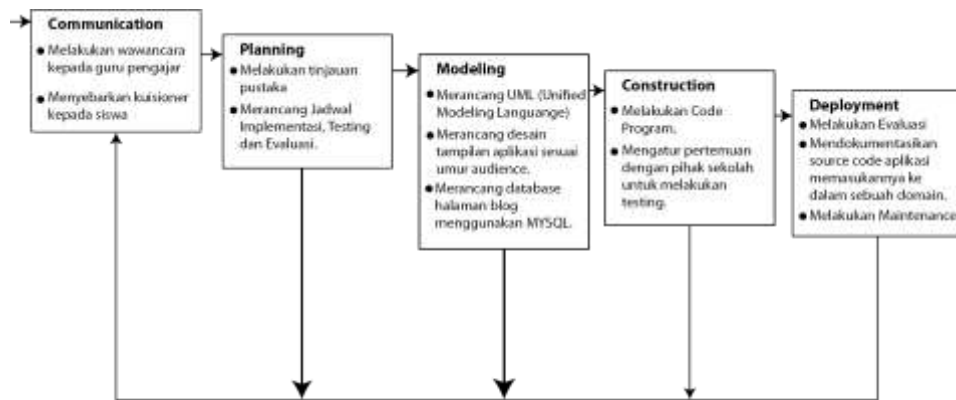 Communication
● Melakukan wawancara
kepada guru pengajar
● Menyebarkan kuisioner
kepada siswa
Planning
● Melakukan tinjauan
pustaka
● Merancang Jadwal
Implementasi, Testing
dan Evaluasi.
Modeling
● Merancang UML (Unified
Modeling Languange)
● Merancang desain
tampilan aplikasi sesuai
umur audience.
● Merancang database
halaman blog
menggunakan MYSQL.
Construction
● Melakukan Code
Program.
● Mengatur pertemuan
dengan pihak sekolah
untuk melakukan
testing.
Deployment
● Melakukan Evaluasi
● Mendokumentasikan
source code aplikasi
memasukannya ke
dalam sebuah domain.
● Melakukan Maintenance